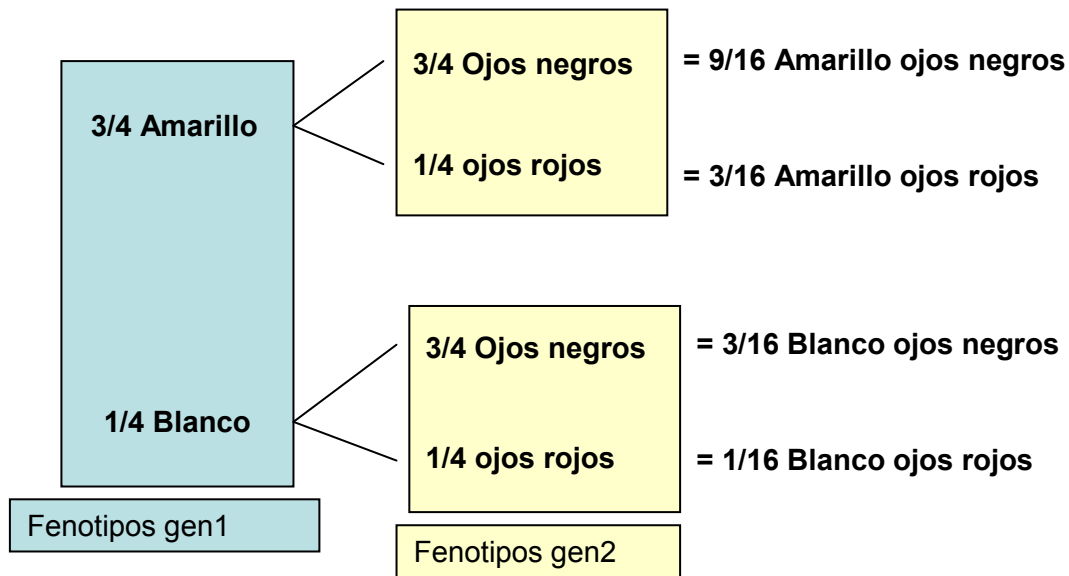 3/4 Ojos negros = 9/16 Amarillo ojos negros
3/4 Amarillo
1/4 ojos rojos = 3/16 Amarillo ojos rojos
3/4 Ojos negros = 3/16 Blanco ojos negros
1/4 Blanco
1/4 ojos rojos = 1/16 Blanco ojos rojos
Fenotipos gen1
Fenotipos gen2